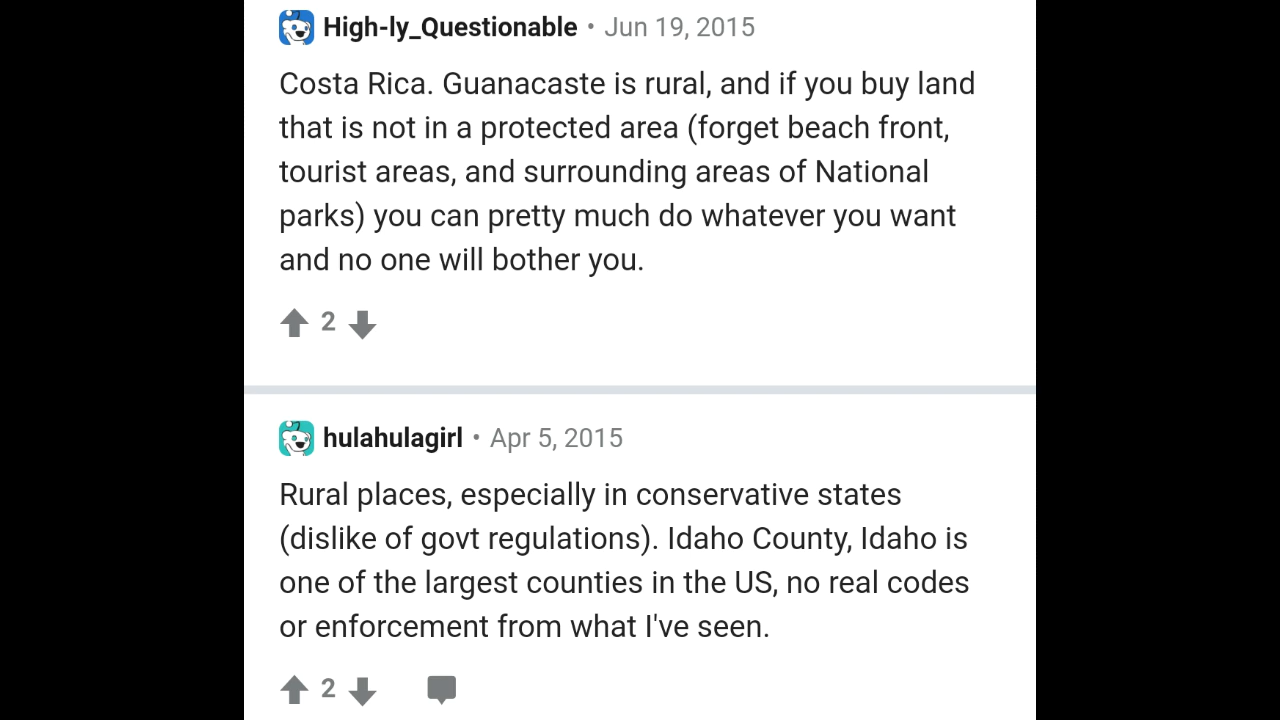 High-ly_Questionable • Jun 19, 2015
Costa Rica. Guanacaste is rural, and if you buy land
that is not in a protected area (forget beach front,
tourist areas, and surrounding areas of National
parks) you can pretty much do whatever you want
and no one will bother you.
2
hulahulagirl • Apr 5, 2015
Rural places, especially in conservative states
(dislike of govt regulations). Idaho County, Idaho is
one of the largest counties in the US, no real codes
or enforcement from what I've seen.
2